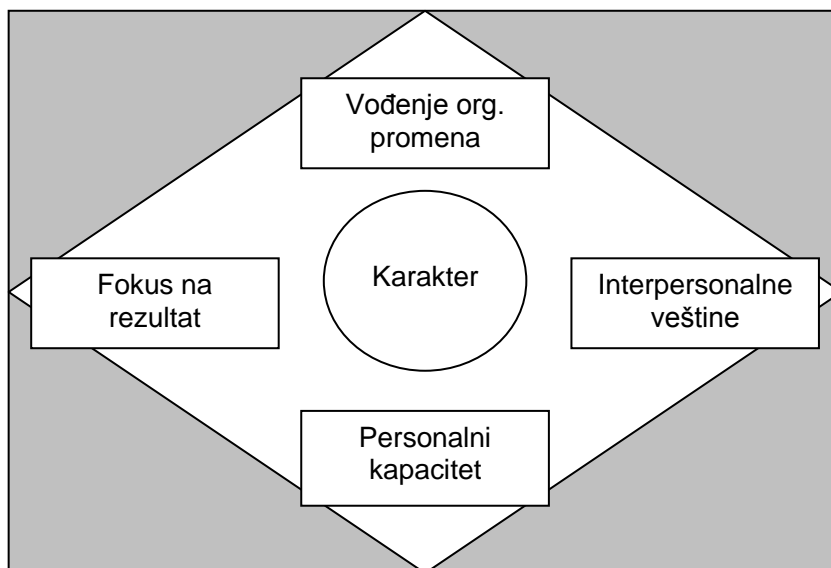 Vođenje org.
promena
Fokus na
rezultat
Karakter
Interpersonalne
veštine
Personalni
kapacitet